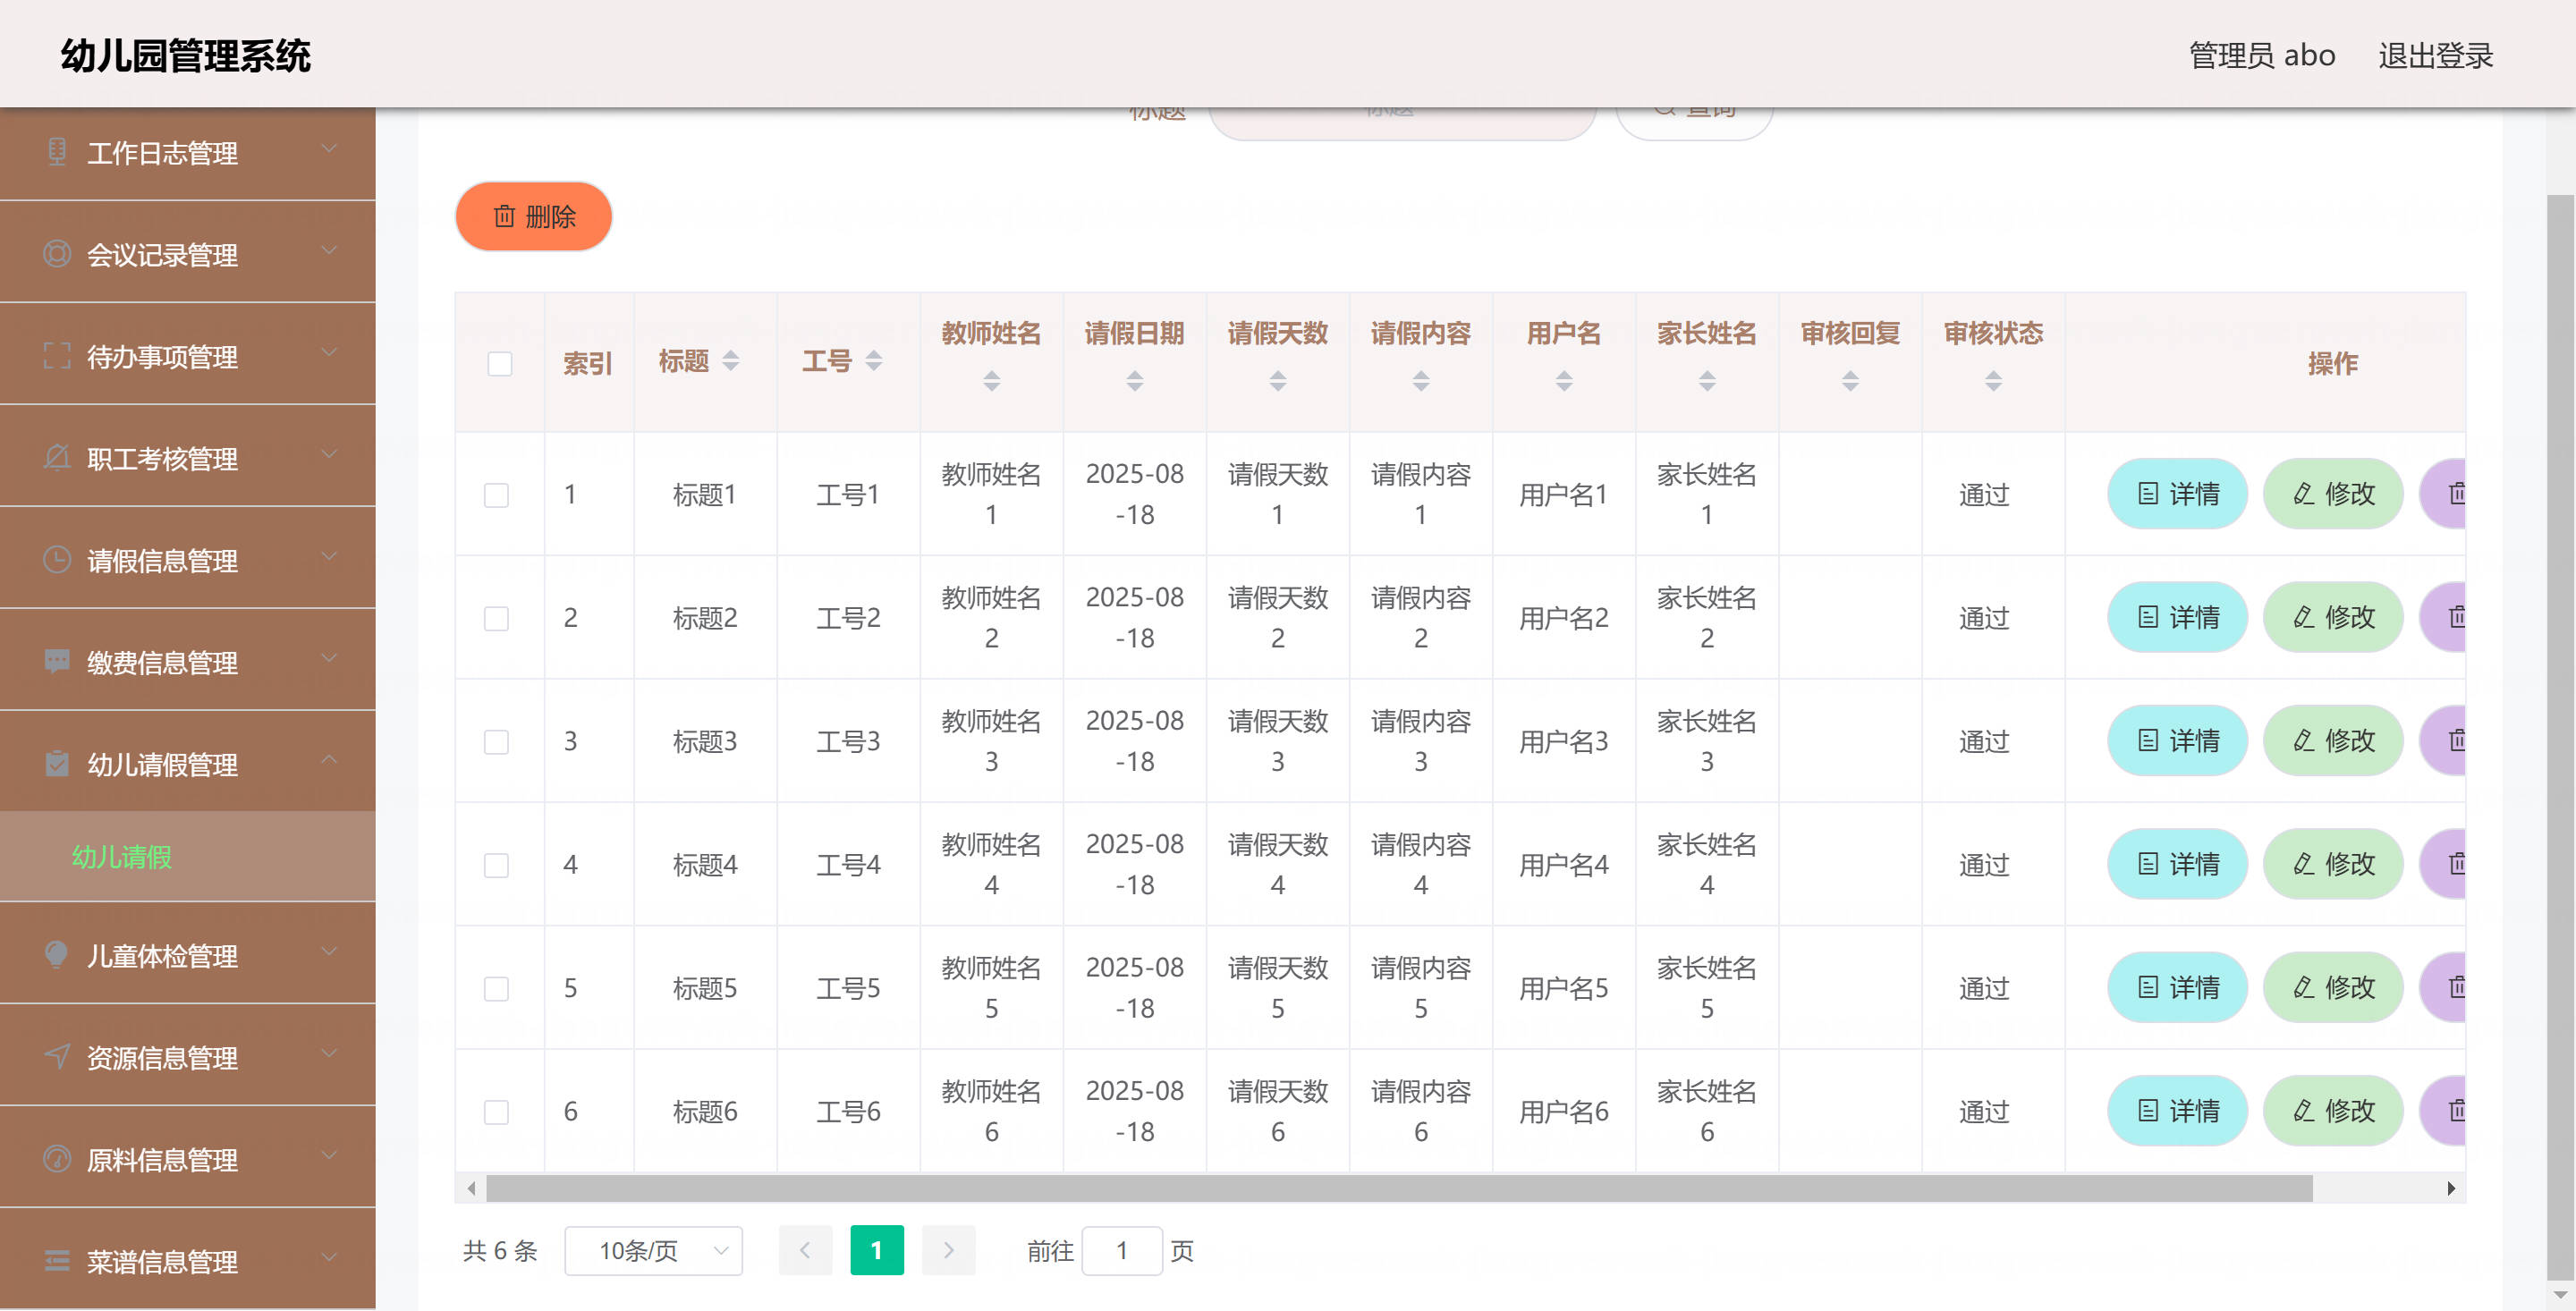 幼儿园管理系统
管理员 abo 退出登录
标题 标题 查询
工作日志管理
会议记录管理
待办事项管理
职工考核管理
请假信息管理
缴费信息管理
幼儿请假管理
幼儿请假
儿童体检管理
资源信息管理
原料信息管理
菜谱信息管理
删除
索引 标题 工号 教师姓名 请假日期 请假天数 请假内容 用户名 家长姓名 审核回复 审核状态 操作
1 标题1 工号1 教师姓名1 2025-08-18 请假天数1 请假内容1 用户名1 家长姓名1 通过 详情 修改
2 标题2 工号2 教师姓名2 2025-08-18 请假天数2 请假内容2 用户名2 家长姓名2 通过 详情 修改
3 标题3 工号3 教师姓名3 2025-08-18 请假天数3 请假内容3 用户名3 家长姓名3 通过 详情 修改
4 标题4 工号4 教师姓名4 2025-08-18 请假天数4 请假内容4 用户名4 家长姓名4 通过 详情 修改
5 标题5 工号5 教师姓名5 2025-08-18 请假天数5 请假内容5 用户名5 家长姓名5 通过 详情 修改
6 标题6 工号6 教师姓名6 2025-08-18 请假天数6 请假内容6 用户名6 家长姓名6 通过 详情 修改
共 6 条 10条/页 1 前往 1 页